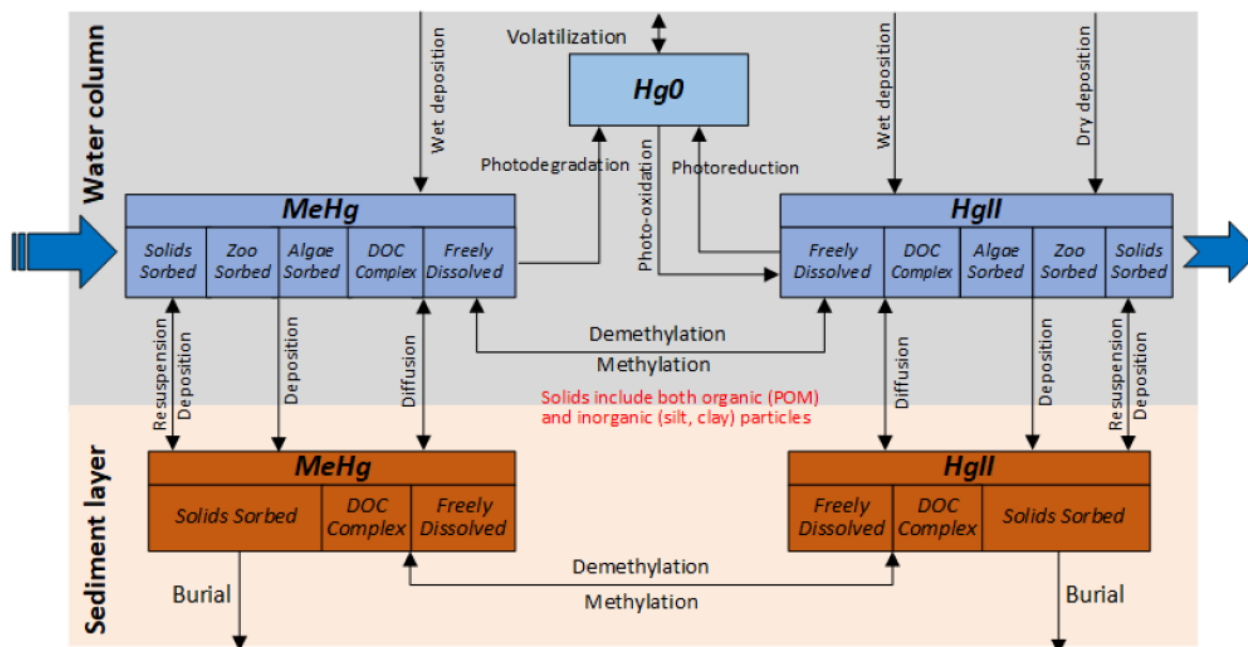 Water column
Volatilization
Hg0
Wet deposition
Wet deposition
Dry deposition
Photodegradation
Photo-oxidation
Photoreduction
MeHg
Solids Sorbed
Zoo Sorbed
Algae Sorbed
DOC Complex
Freely Dissolved
HgII
Freely Dissolved
DOC Complex
Algae Sorbed
Zoo Sorbed
Solids Sorbed
Demethylation
Methylation
Resuspension
Deposition
Deposition
Diffusion
Solids include both organic (POM)
and inorganic (silt, clay) particles
Diffusion
Deposition
Resuspension
Deposition
Sediment layer
MeHg
Solids Sorbed
DOC Complex
Freely Dissolved
HgII
Freely Dissolved
DOC Complex
Solids Sorbed
Demethylation
Methylation
Burial
Burial